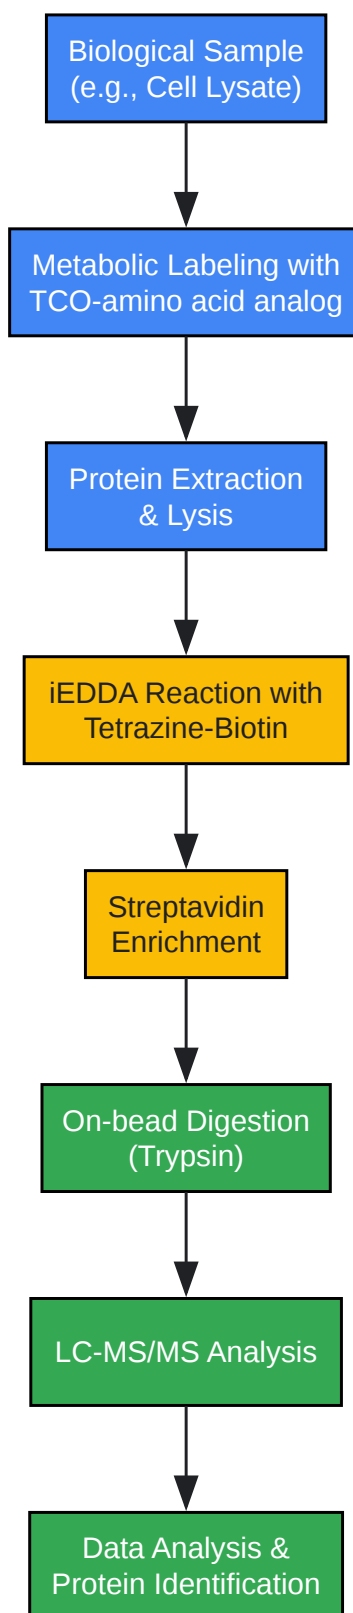 Biological Sample
(e.g., Cell Lysate)
Metabolic Labeling with
TCO-amino acid analog
Protein Extraction
& Lysis
iEDDA Reaction with
Tetrazine-Biotin
Streptavidin
Enrichment
On-bead Digestion
(Trypsin)
LC-MS/MS Analysis
Data Analysis &
Protein Identification